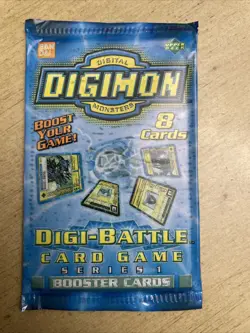 DIGITAL
DIGIMON
MONSTERS
BOOST
YOUR
GAME!
8
Cards
DIGI-BATTLE
CARD GAME
SERIES 1
BOOSTER CARDS